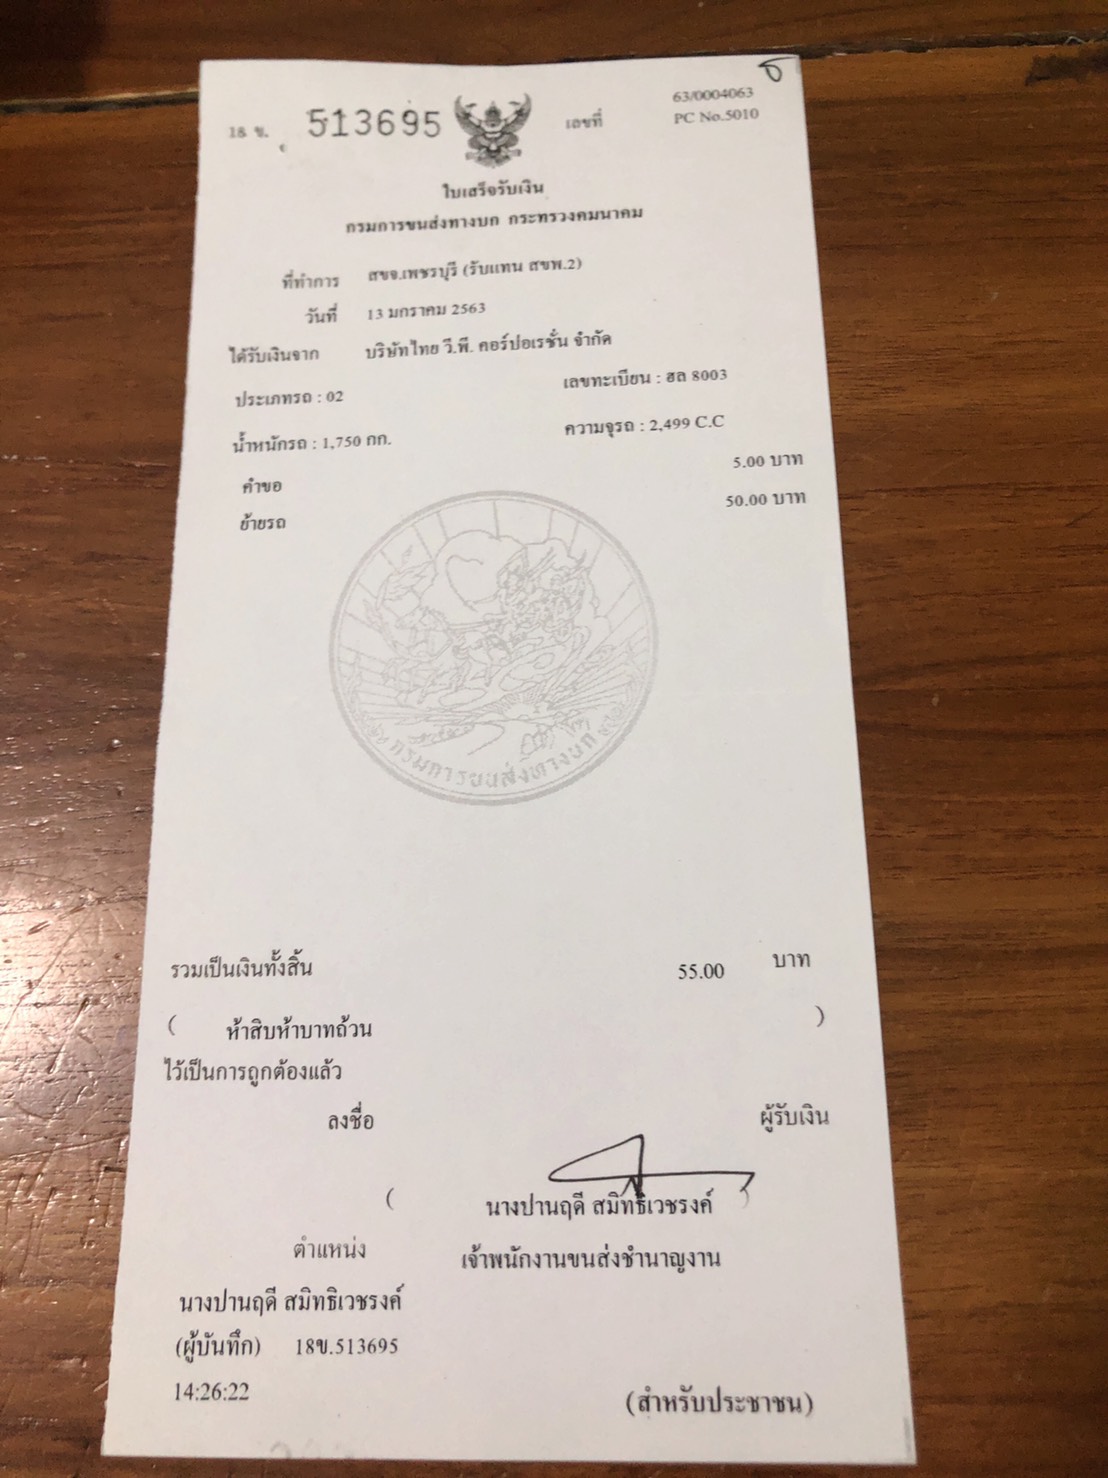 63/0004063
18 ข. 513695 เลขที่ PC No.5010
ใบเสร็จรับเงิน
กรมการขนส่งทางบก กระทรวงคมนาคม
ที่ทำการ สขจ.เพชรบุรี (รับแทน สขพ.2)
วันที่ 13 มกราคม 2563
ได้รับเงินจาก บริษัทไทย วี.พี. คอร์ปอเรชั่น จำกัด
ประเภทรถ : 02 เลขทะเบียน : ฮล 8003
น้ำหนักรถ : 1,750 กก. ความจุรถ : 2,499 C.C
คำขอ 5.00 บาท
ย้ายรถ 50.00 บาท
กรมการขนส่งทางบก
รวมเป็นเงินทั้งสิ้น 55.00 บาท
( ห้าสิบห้าบาทถ้วน )
ไว้เป็นการถูกต้องแล้ว
ลงชื่อ ผู้รับเงิน
( นางปานฤดี สมิทธิเวชรงค์ )
ตำแหน่ง เจ้าพนักงานขนส่งชำนาญงาน
นางปานฤดี สมิทธิเวชรงค์
(ผู้บันทึก) 18ข.513695
14:26:22
(สำหรับประชาชน)